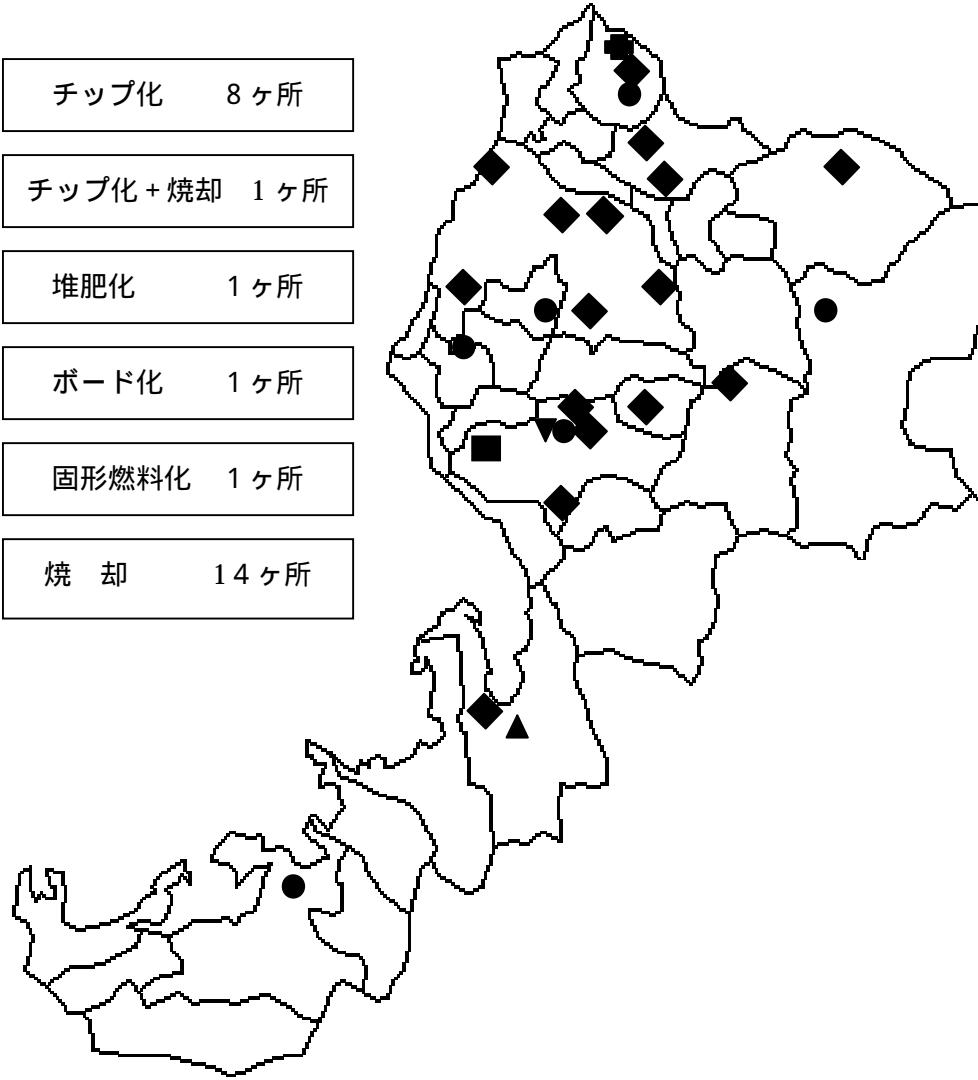 チップ化　　8ヶ所
チップ化+焼却　1ヶ所
堆肥化　　　1ヶ所
ボード化　　1ヶ所
固形燃料化　1ヶ所
焼　却　　　14ヶ所